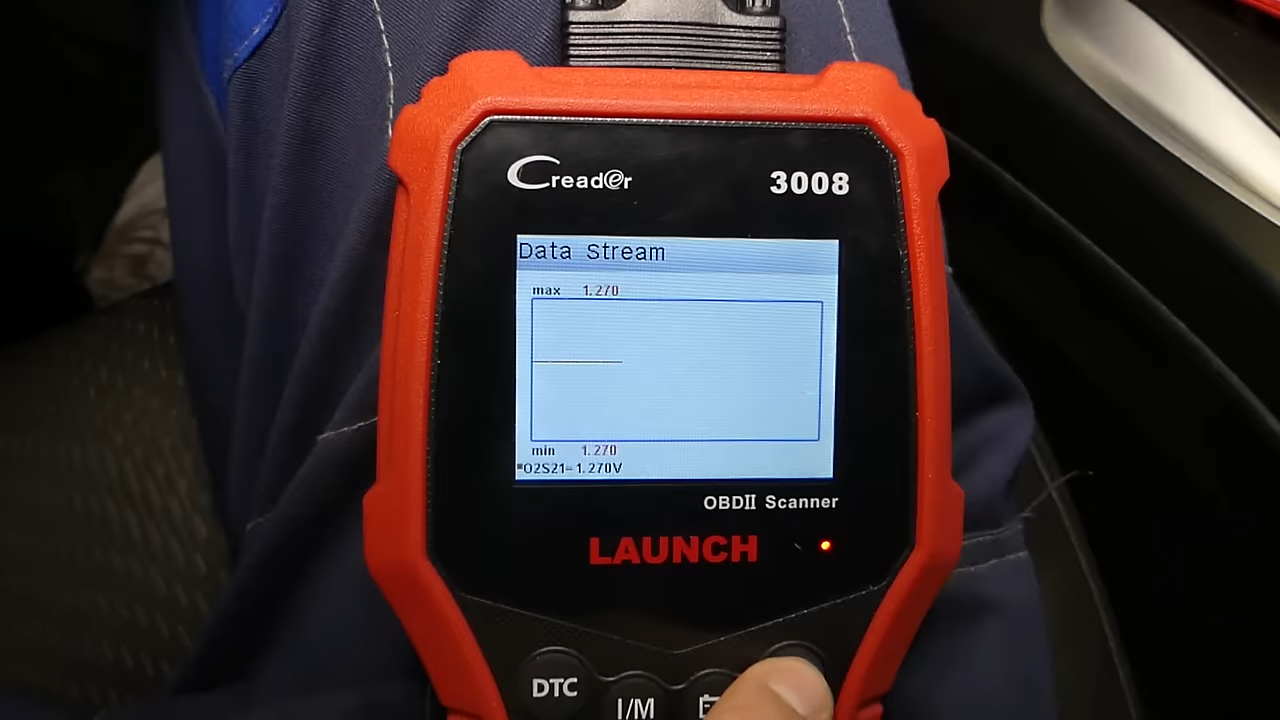 Creader 3008
Data Stream
max 1.270
min 1.270
*O2S21=1.270V
OBDII Scanner
LAUNCH
DTC
I/M